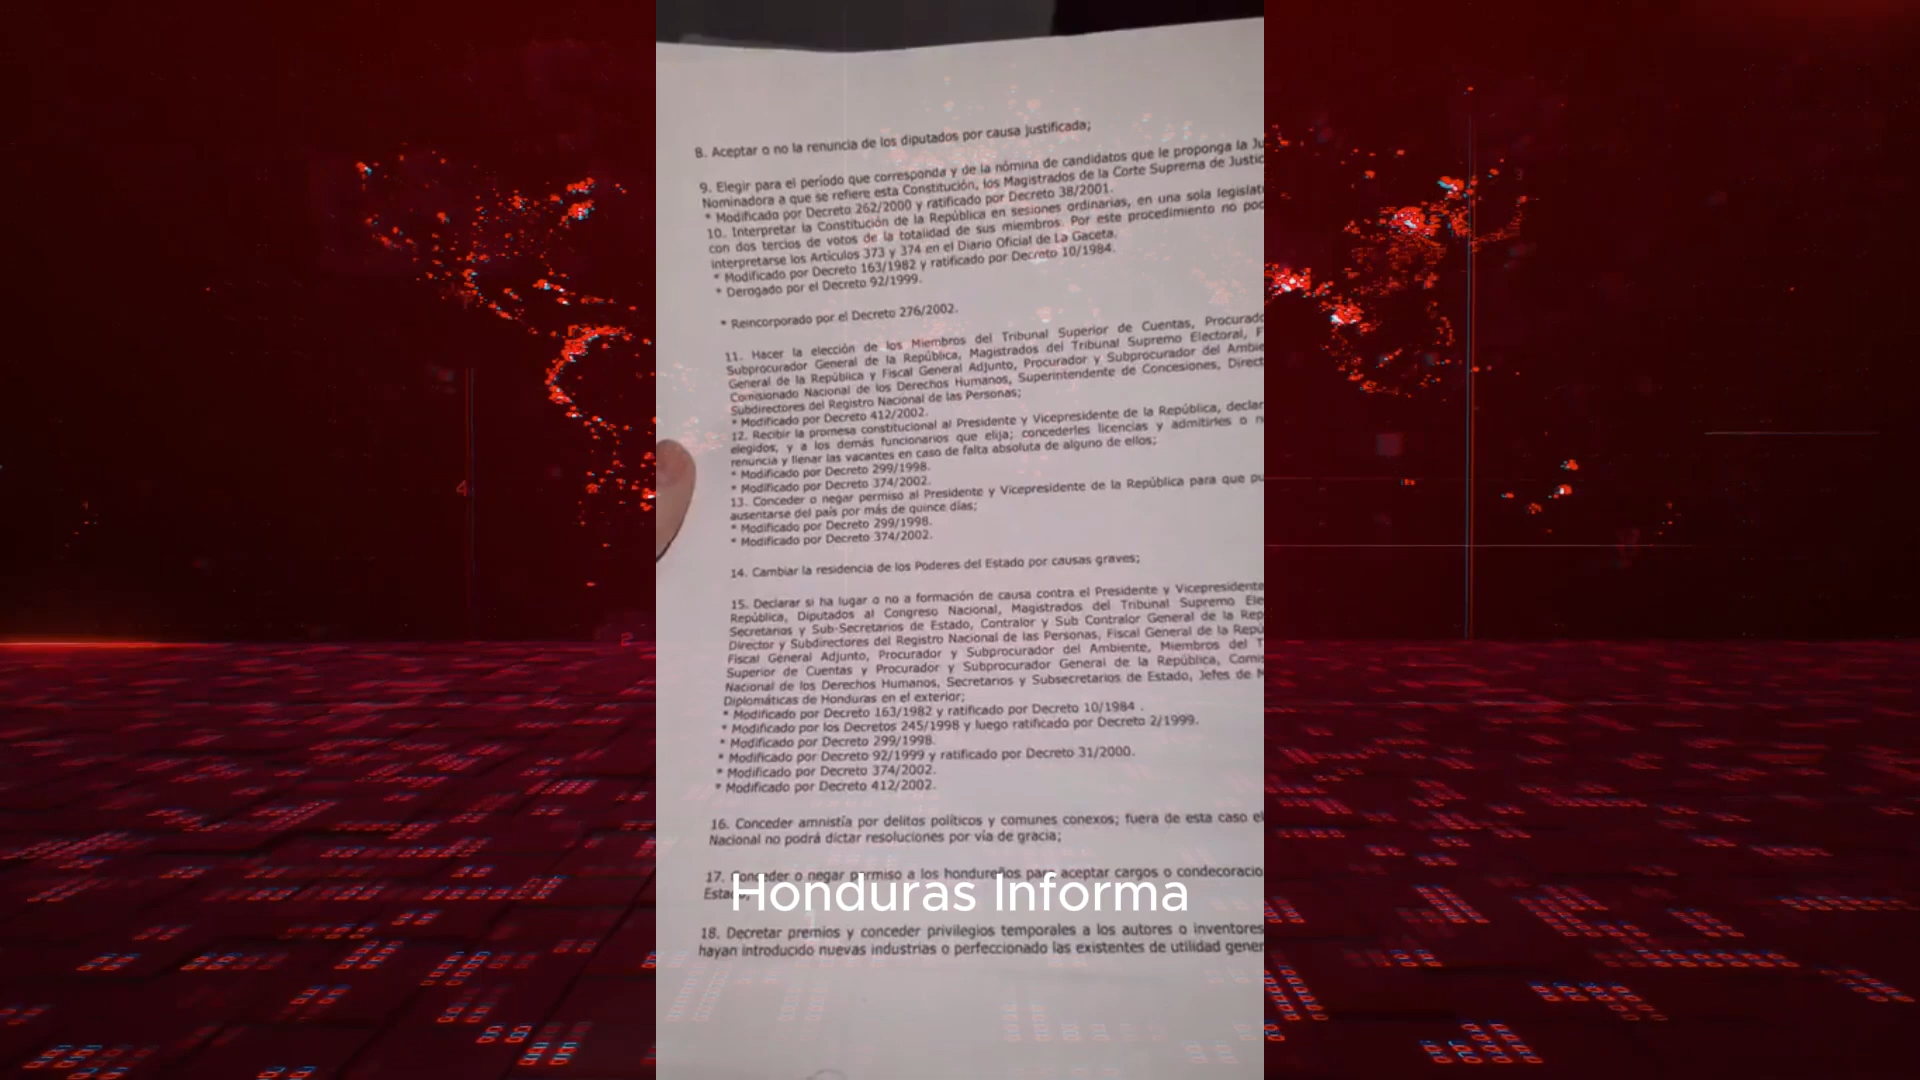 8. Aceptar o no la renuncia de los diputados por causa justificada;
9. Elegir para el período que corresponda y de la nómina de candidatos que le proponga la
Nominadora a que se refiere esta Constitución, los Magistrados de la Corte Suprema de
* Modificado por Decreto 262/2000 y ratificado por Decreto 38/2001.
10. Interpretar la Constitución de la República en sesiones ordinarias, en una sola
con dos tercios de votos de la totalidad de sus miembros. Por este procedimiento no
interpretarse los Artículos 373 y 374 en el Diario Oficial de La Gaceta.
* Modificado por Decreto 163/1982 y ratificado por Decreto 10/1984.
* Derogado por el Decreto 92/1999.
* Reincorporado por el Decreto 276/2002.
11. Hacer la elección de los Miembros del Tribunal Superior de Cuentas,
Subprocurador General de la República, Magistrados del Tribunal Supremo Electoral,
General de la República y Fiscal General Adjunto, Procurador y Subprocurador del
Comisionado Nacional de los Derechos Humanos, Superintendente de Concesiones,
Subdirectores del Registro Nacional de las Personas;
* Modificado por Decreto 412/2002.
12. Recibir la promesa constitucional al Presidente y Vicepresidente de la República,
elegidos, y a los demás funcionarios que elija; concederles licencias y admitirles o
renuncia y llenar las vacantes en caso de falta absoluta de alguno de ellos;
* Modificado por Decreto 299/1998.
* Modificado por Decreto 374/2002.
13. Conceder o negar permiso al Presidente y Vicepresidente de la República para que
ausentarse del país por más de quince días;
* Modificado por Decreto 299/1998.
* Modificado por Decreto 374/2002.
14. Cambiar la residencia de los Poderes del Estado por causas graves;
15. Declarar si ha lugar o no a formación de causa contra el Presidente y Vicepresidente
República, Diputados al Congreso Nacional, Magistrados del Tribunal Supremo
Secretarios y Sub-Secretarios de Estado, Contralor y Sub Contralor General de la
Director y Subdirectores del Registro Nacional de las Personas, Fiscal General de la
Fiscal General Adjunto, Procurador y Subprocurador del Ambiente, Miembros del
Superior de Cuentas y Procurador y Subprocurador General de la República,
Nacional de los Derechos Humanos, Secretarios y Subsecretarios de Estado, Jefes de
Diplomáticas de Honduras en el exterior;
* Modificado por Decreto 163/1982 y ratificado por Decreto 10/1984 .
* Modificado por los Decretos 245/1998 y luego ratificado por Decreto 2/1999.
* Modificado por Decreto 299/1998.
* Modificado por Decreto 92/1999 y ratificado por Decreto 31/2000.
* Modificado por Decreto 374/2002.
* Modificado por Decreto 412/2002.
16. Conceder amnistía por delitos políticos y comunes conexos; fuera de esta caso el
Nacional no podrá dictar resoluciones por vía de gracia;
17. Conceder o negar permiso a los hondureños para aceptar cargos o
Honduras Informa
18. Decretar premios y conceder privilegios temporales a los autores o inventores
hayan introducido nuevas industrias o perfeccionado las existentes de utilidad